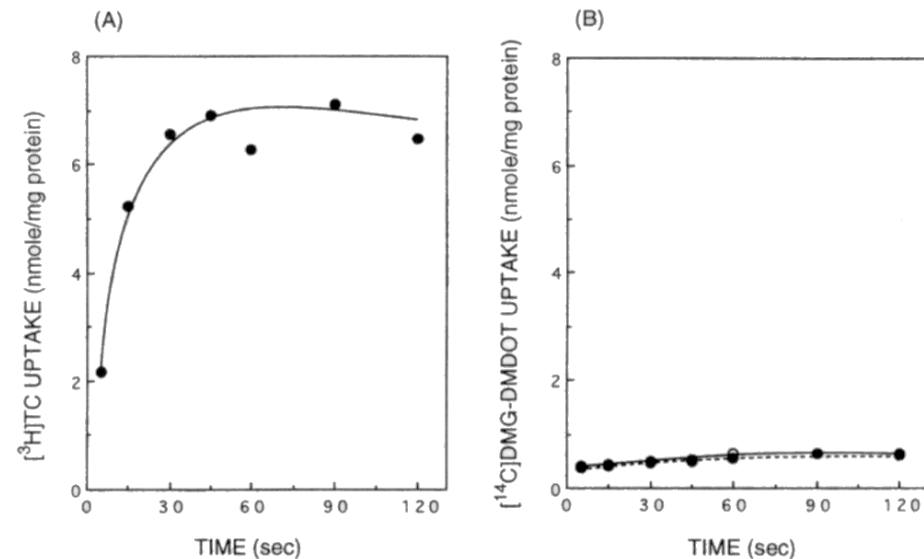 (A)
[³H]TC UPTAKE (nmole/mg protein)
8
6
4
2
0
0 30 60 90 120
TIME (sec)
(B)
[¹⁴C]DMG-DMDOT UPTAKE (nmole/mg protein)
8
6
4
2
0
0 30 60 90 120
TIME (sec)